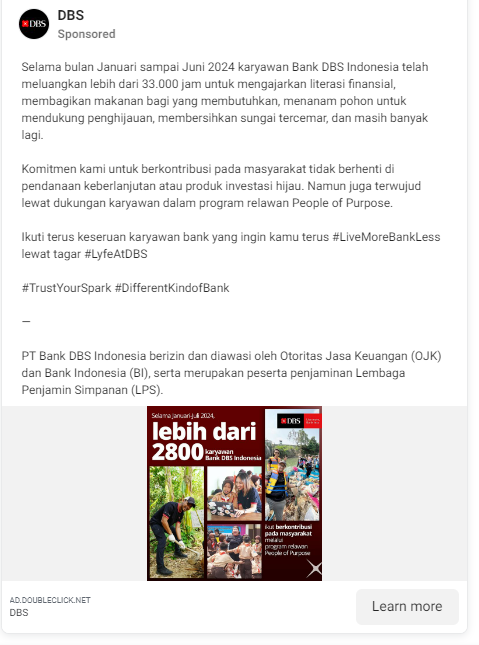 DBS
DBS
Sponsored
Selama bulan Januari sampai Juni 2024 karyawan Bank DBS Indonesia telah
meluangkan lebih dari 33.000 jam untuk mengajarkan literasi finansial,
membagikan makanan bagi yang membutuhkan, menanam pohon untuk
mendukung penghijauan, membersihkan sungai tercemar, dan masih banyak
lagi.
Komitmen kami untuk berkontribusi pada masyarakat tidak berhenti di
pendanaan keberlanjutan atau produk investasi hijau. Namun juga terwujud
lewat dukungan karyawan dalam program relawan People of Purpose.
Ikuti terus keseruan karyawan bank yang ingin kamu terus #LiveMoreBankLess
lewat tagar #LyfeAtDBS
#TrustYourSpark #DifferentKindofBank
—
PT Bank DBS Indonesia berizin dan diawasi oleh Otoritas Jasa Keuangan (OJK)
dan Bank Indonesia (BI), serta merupakan peserta penjaminan Lembaga
Penjamin Simpanan (LPS).
Selama Januari-Juli 2024,
lebih dari
2800 karyawan
Bank DBS Indonesia
DBS
ikut berkontribusi
pada masyarakat
melalui
program relawan
People of Purpose
AD.DOUBLECLICK.NET
DBS
Learn more